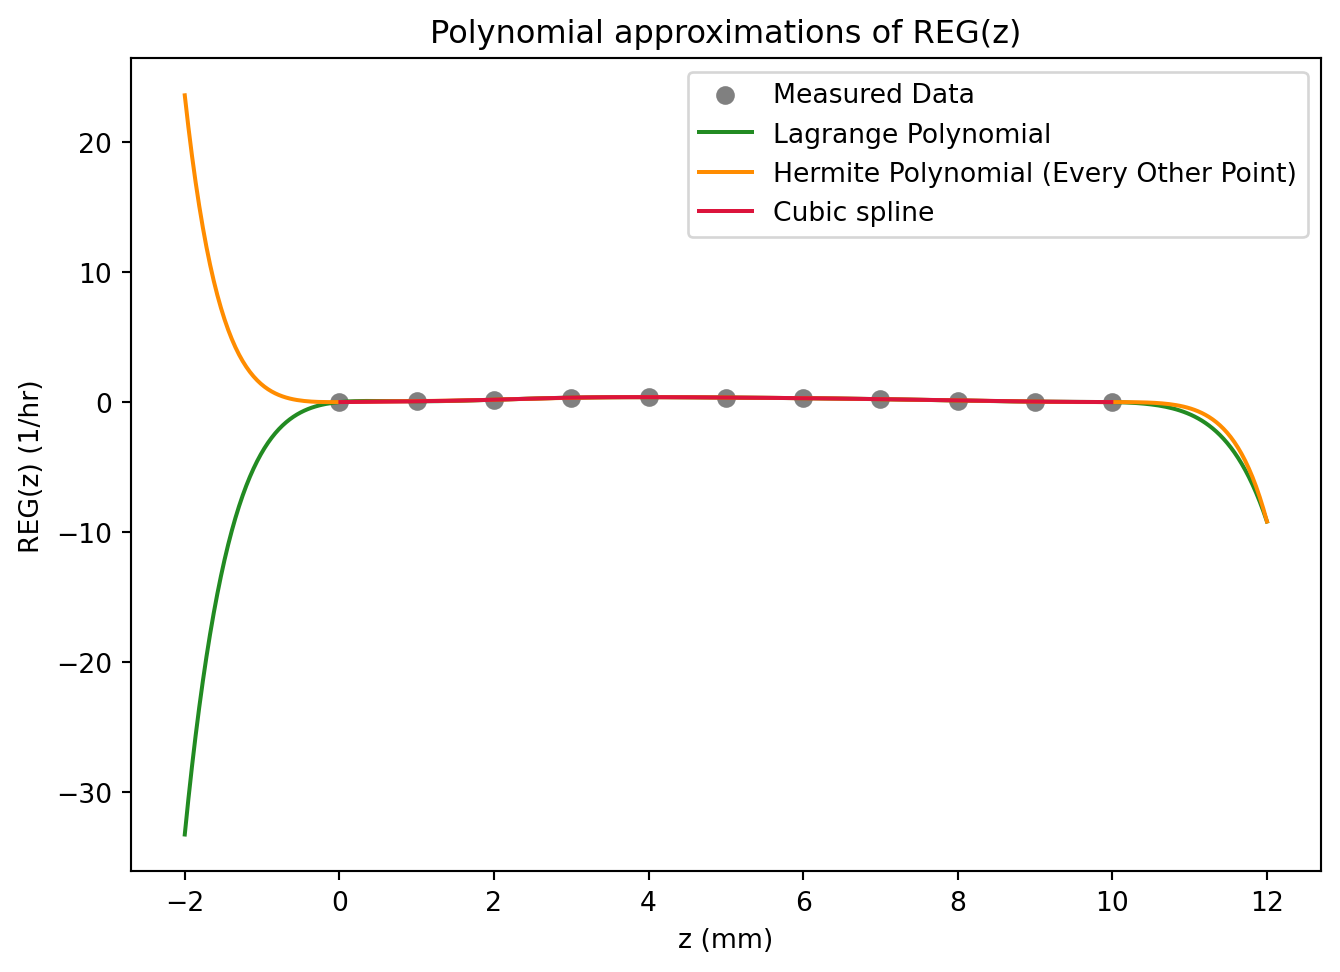 Polynomial approximations of REG(z)
Measured Data
Lagrange Polynomial
Hermite Polynomial (Every Other Point)
Cubic spline
REG(z) (1/hr)
20
10
0
−10
−20
−30
−2 0 2 4 6 8 10 12
z (mm)